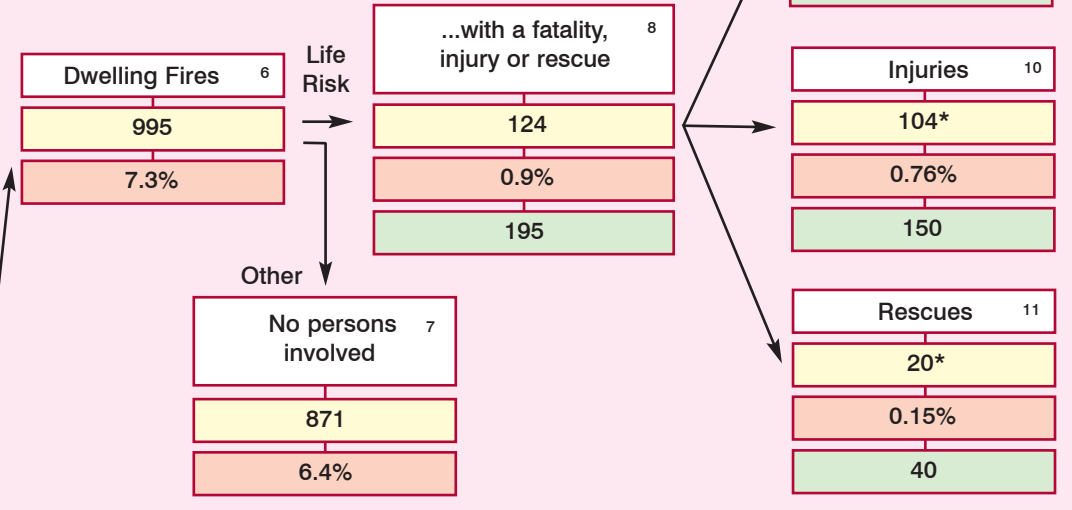 Dwelling Fires 6
995
7.3%
Life
Risk
...with a fatality, 8
injury or rescue
124
0.9%
195
Other
No persons 7
involved
871
6.4%
Injuries 10
104*
0.76%
150
Rescues 11
20*
0.15%
40